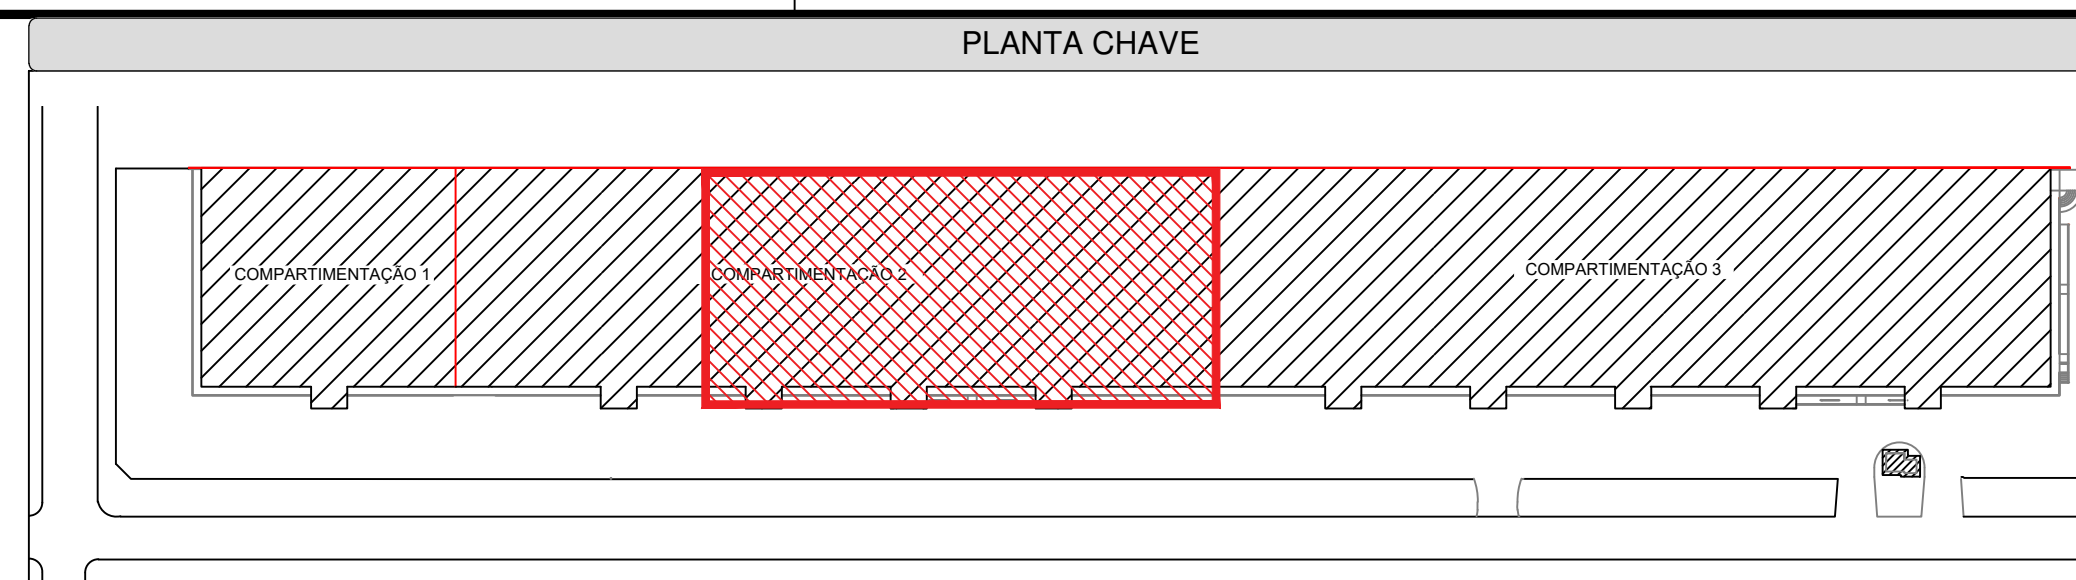 PLANTA CHAVE
COMPARTIMENTAÇÃO 1
COMPARTIMENTAÇÃO 2
COMPARTIMENTAÇÃO 3